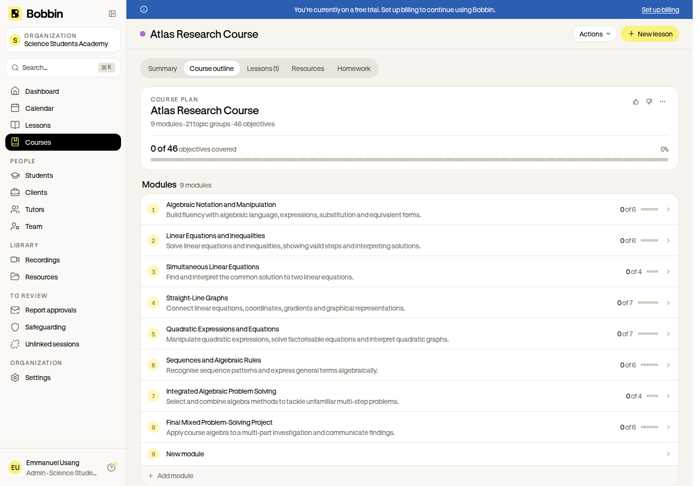 Bobbin
You're currently on a free trial. Set up billing to continue using Bobbin.
Set up billing
S
ORGANIZATION
Science Students Academy
Search...
⌘ K
Dashboard
Calendar
Lessons
Courses
PEOPLE
Students
Clients
Tutors
Team
LIBRARY
Recordings
Resources
TO REVIEW
Report approvals
Safeguarding
Unlinked sessions
ORGANIZATION
Settings
EU
Emmanuel Usang
Admin · Science Stude...
Atlas Research Course
Actions
+ New lesson
Summary
Course outline
Lessons (1)
Resources
Homework
COURSE PLAN
Atlas Research Course
9 modules · 21 topic groups · 46 objectives
0 of 46 objectives covered
0%
Modules 9 modules
1
Algebraic Notation and Manipulation
Build fluency with algebraic language, expressions, substitution and equivalent forms.
0 of 6
2
Linear Equations and Inequalities
Solve linear equations and inequalities, showing valid steps and interpreting solutions.
0 of 6
3
Simultaneous Linear Equations
Find and interpret the common solution to two linear equations.
0 of 4
4
Straight-Line Graphs
Connect linear equations, coordinates, gradients and graphical representations.
0 of 7
5
Quadratic Expressions and Equations
Manipulate quadratic expressions, solve factorisable equations and interpret quadratic graphs.
0 of 7
6
Sequences and Algebraic Rules
Recognise sequence patterns and express general terms algebraically.
0 of 6
7
Integrated Algebraic Problem Solving
Select and combine algebra methods to tackle unfamiliar multi-step problems.
0 of 4
8
Final Mixed Problem-Solving Project
Apply course algebra to a multi-part investigation and communicate findings.
0 of 6
9
New module
+ Add module